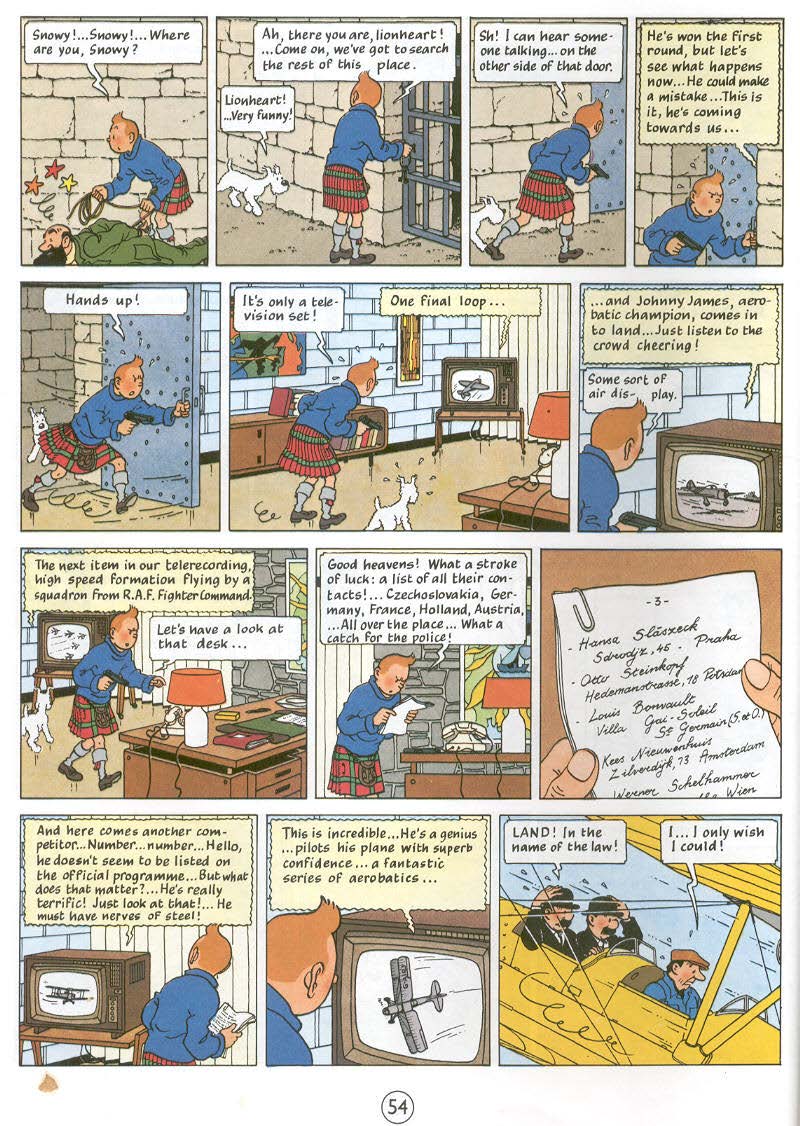 Snowy!...Snowy!... Where
are you, Snowy?
Ah, there you are, lionheart!
...Come on, we've got to search
the rest of this place.
Lionheart!
...Very funny!
Sh! I can hear some-
one talking... on the
other side of that door.
He's won the first
round, but let's
see what happens
now...He could make
a mistake...This is
it, he's coming
towards us...
Hands up!
It's only a tele-
vision set!
One final loop...
...and Johnny James, aero-
batic champion, comes in
to land...Just listen to the
crowd cheering!
Some sort of
air dis- play.
The next item in our telerecording,
high speed formation flying by a
squadron from R.A.F. Fighter Command.
Let's have a look at
that desk...
Good heavens! What a stroke
of luck: a list of all their con-
tacts!... Czechoslovakia, Ger-
many, France, Holland, Austria,
...All over the place... What a
catch for the police!
- 3 -
- Hansa Slaszeck
Sdrwdjz, 45 - Praha
- Otto Steinkopf
Hedemanstrasse, 18 Potsdam
- Louis Bonvault
Villa Gai-Soleil
St Germain (S. et O.)
Kees Nieuwenhuis
Zilverdijk, 73 Amsterdam
Werner Schelhammer
Wien
And here comes another com-
petitor...Number...number...Hello,
he doesn't seem to be listed on
the official programme... But what
does that matter?... He's really
terrific! Just look at that!... He
must have nerves of steel!
This is incredible...He's a genius
...pilots his plane with superb
confidence... a fantastic
series of aerobatics...
LAND! In the
name of the law!
I... I only wish
I could!
54